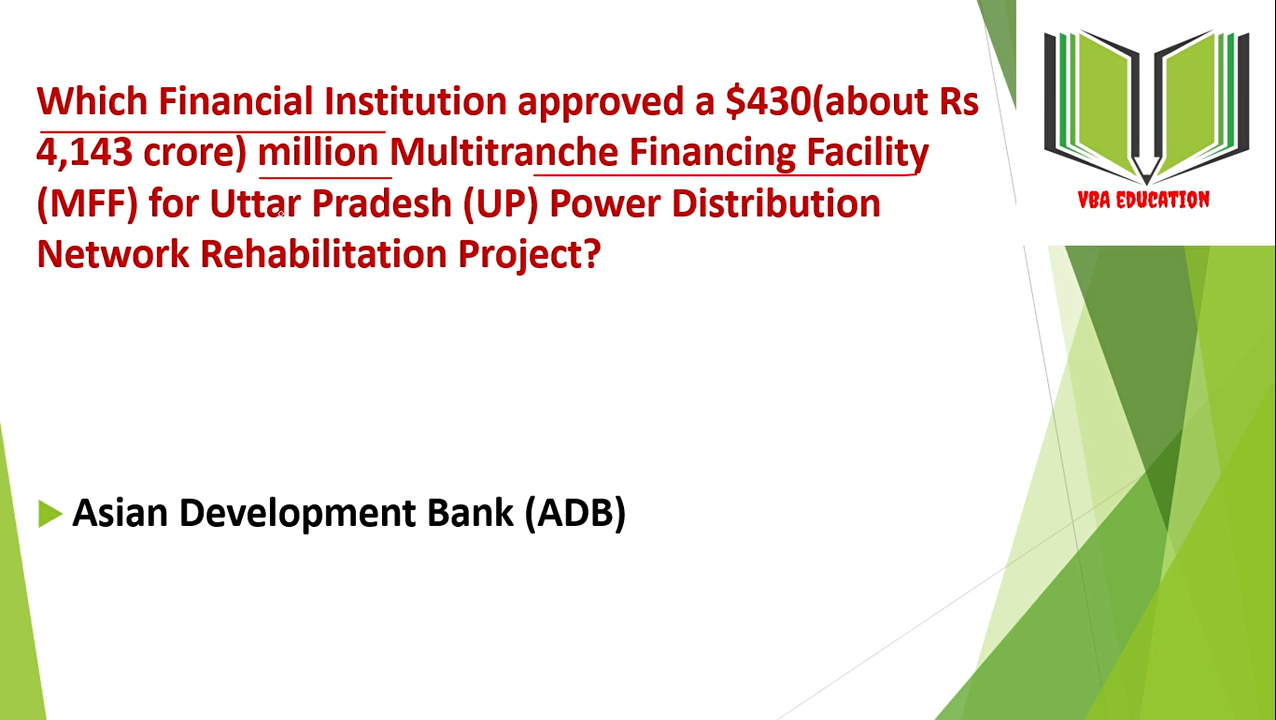 Which Financial Institution approved a $430(about Rs
4,143 crore) million Multitranche Financing Facility
(MFF) for Uttar Pradesh (UP) Power Distribution
Network Rehabilitation Project?
VBA EDUCATION
Asian Development Bank (ADB)